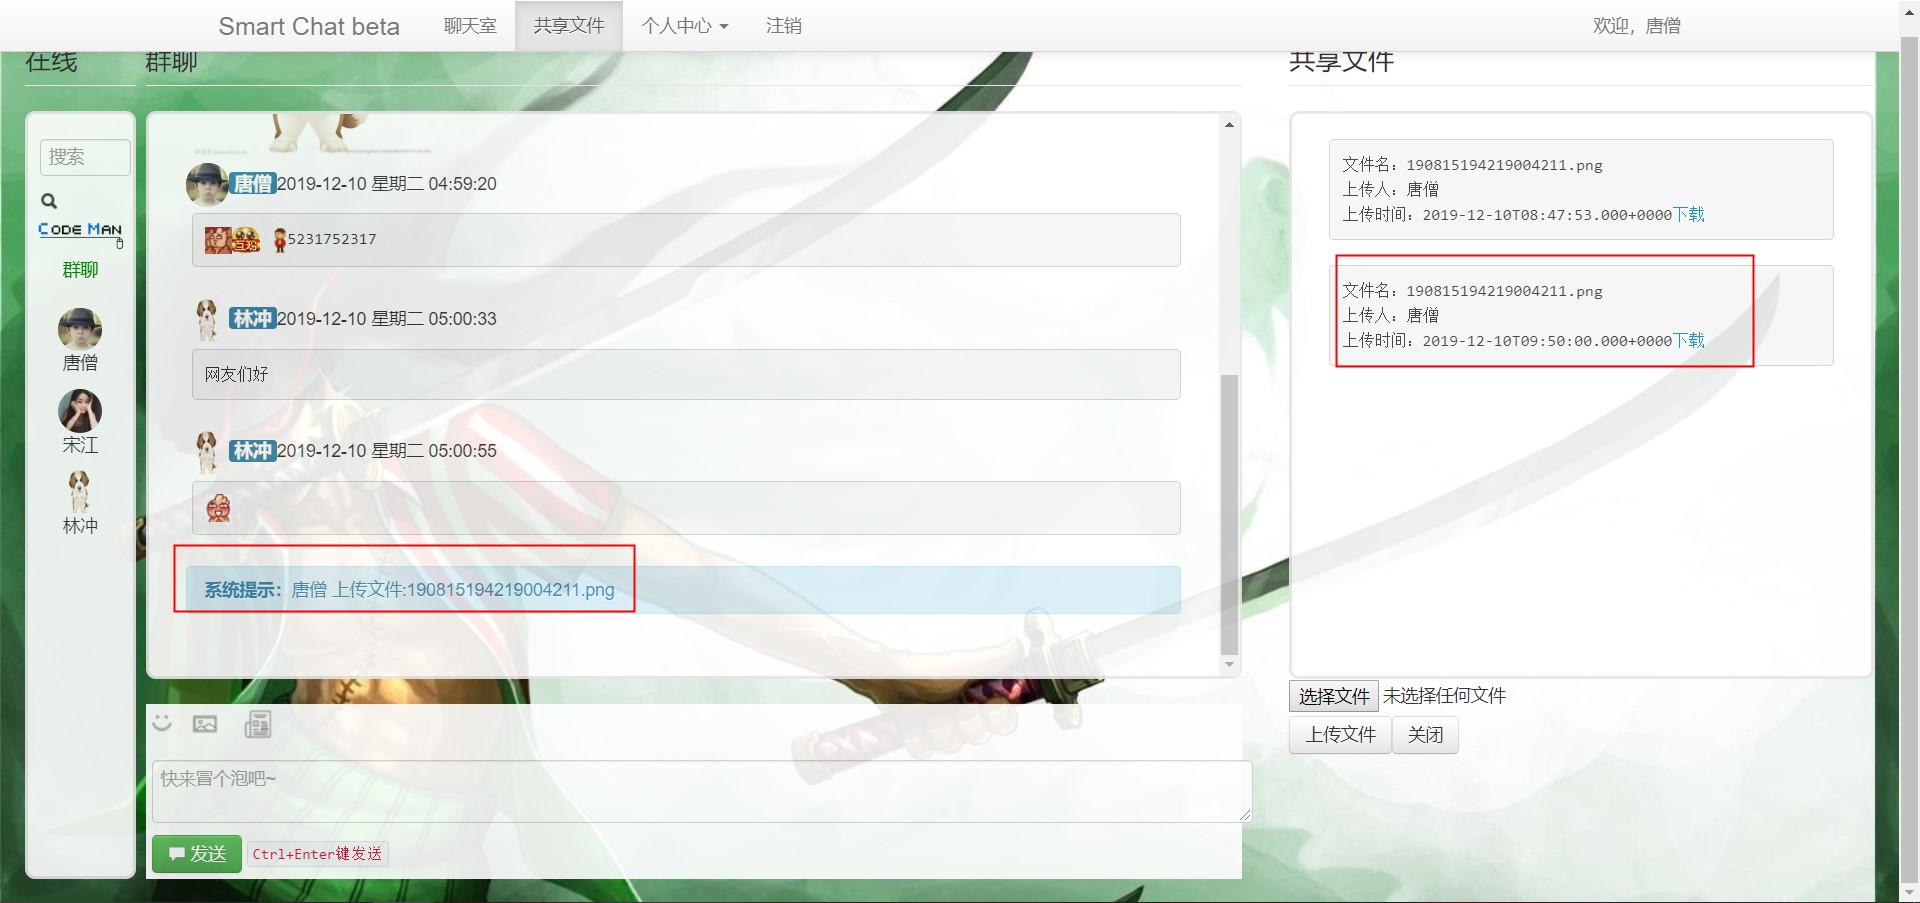 Smart Chat beta 聊天室 共享文件 个人中心 注销 欢迎，唐僧
在线
搜索
CODE MAN
群聊
唐僧
宋江
林冲
群聊
唐僧 2019-12-10 星期二 04:59:20
互粉 5231752317
林冲 2019-12-10 星期二 05:00:33
网友们好
林冲 2019-12-10 星期二 05:00:55
系统提示：唐僧 上传文件:190815194219004211.png
快来冒个泡吧~
发送 Ctrl+Enter键发送
共享文件
文件名：190815194219004211.png
上传人：唐僧
上传时间：2019-12-10T08:47:53.000+0000下载
文件名：190815194219004211.png
上传人：唐僧
上传时间：2019-12-10T09:50:00.000+0000下载
选择文件 未选择任何文件
上传文件 关闭